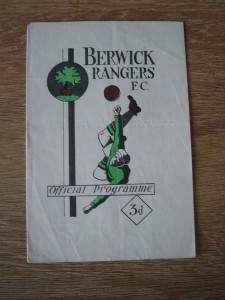 BERWICK
RANGERS
F.C.
Official Programme
3d